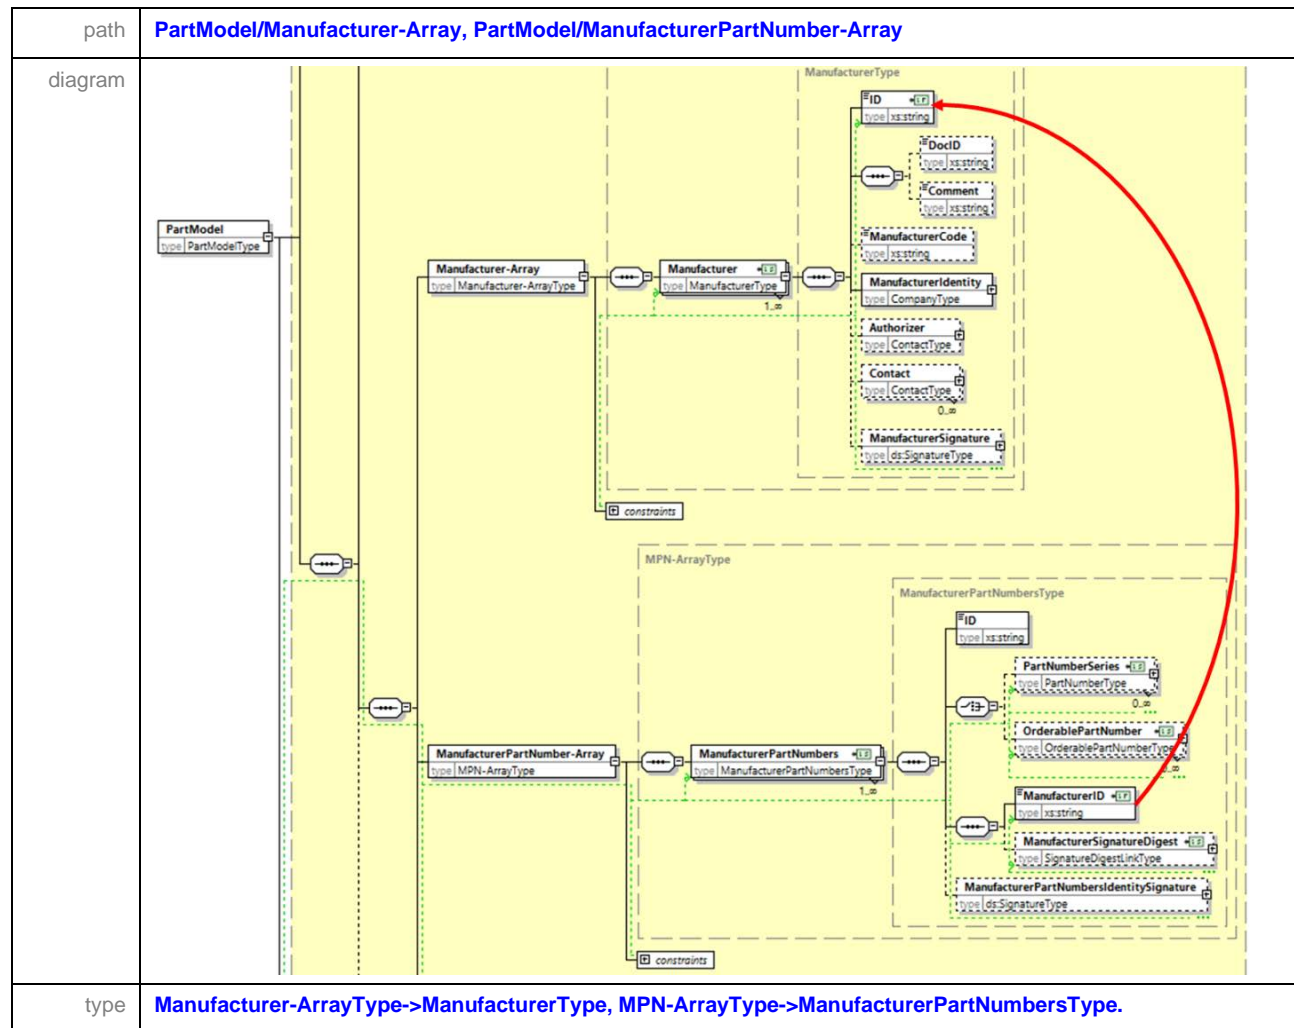 path
PartModel/Manufacturer-Array, PartModel/ManufacturerPartNumber-Array
diagram
ManufacturerType
ID
type xs:string
DocID
type xs:string
Comment
type xs:string
PartModel
type PartModelType
ManufacturerCode
type xs:string
Manufacturer-Array
type Manufacturer-ArrayType
Manufacturer
type ManufacturerType
1..∞
ManufacturerIdentity
type CompanyType
Authorizer
type ContactType
Contact
type ContactType
0..∞
ManufacturerSignature
type ds:SignatureType
constraints
MPN-ArrayType
ManufacturerPartNumbersType
ID
type xs:string
PartNumberSeries
type PartNumberType
0..∞
OrderablePartNumber
type OrderablePartNumberType
ManufacturerPartNumber-Array
type MPN-ArrayType
ManufacturerPartNumbers
type ManufacturerPartNumbersType
1..∞
ManufacturerID
type xs:string
ManufacturerSignatureDigest
type SignatureDigestLinkType
ManufacturerPartNumbersIdentitySignature
type ds:SignatureType
constraints
type
Manufacturer-ArrayType->ManufacturerType, MPN-ArrayType->ManufacturerPartNumbersType.